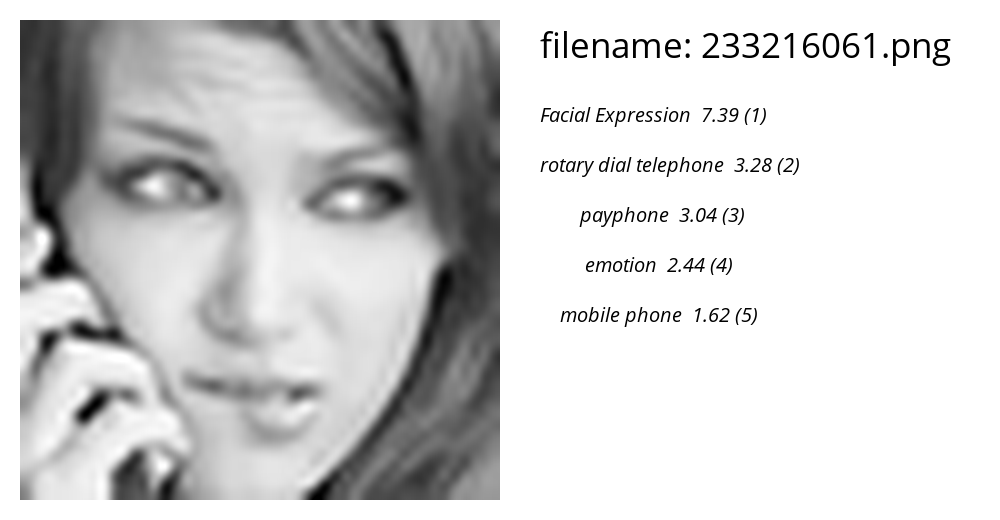 filename: 233216061.png
Facial Expression 7.39 (1)
rotary dial telephone 3.28 (2)
payphone 3.04 (3)
emotion 2.44 (4)
mobile phone 1.62 (5)